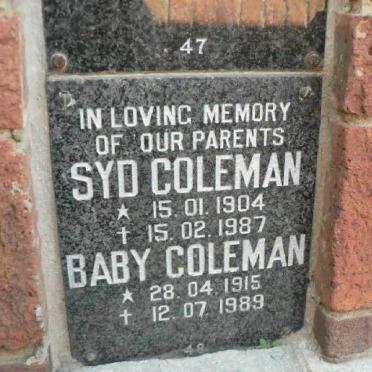 47
IN LOVING MEMORY
OF OUR PARENTS
SYD COLEMAN
★ 15.01.1904
† 15.02.1987
BABY COLEMAN
★ 28.04.1915
† 12.07.1989
48